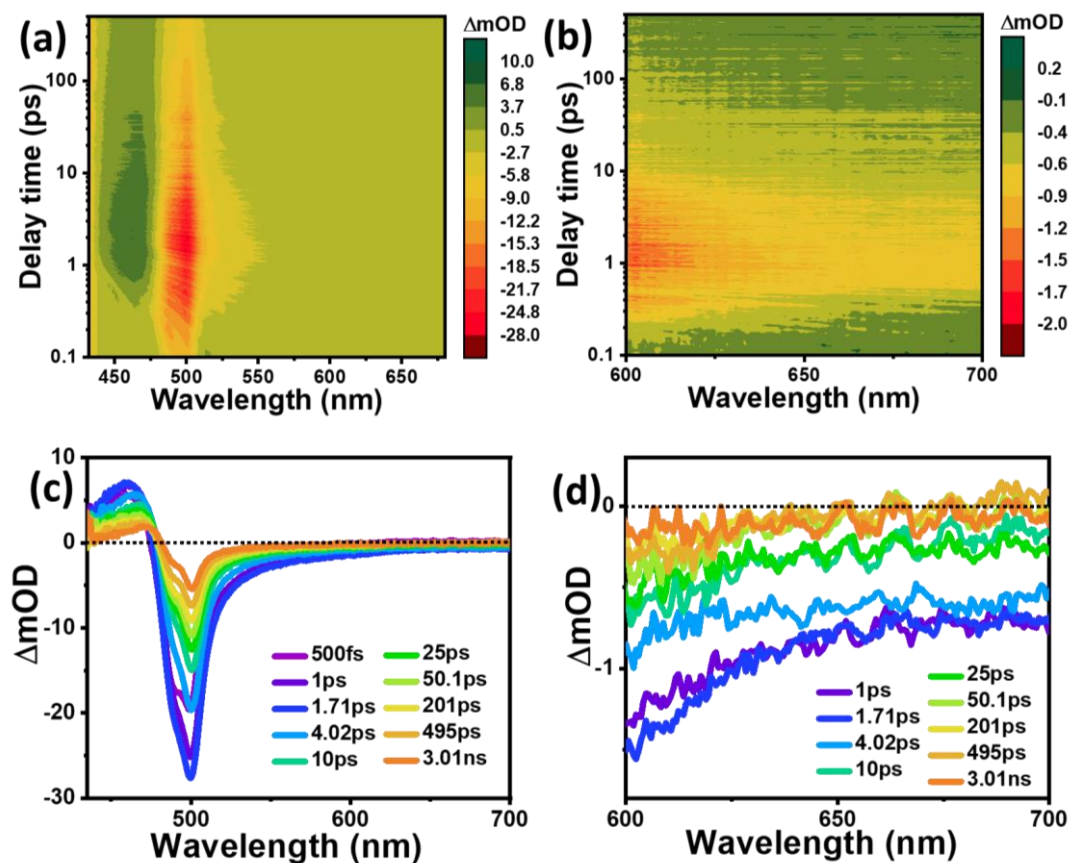 (a)
ΔmOD
10.0
6.8
3.7
0.5
-2.7
-5.8
-9.0
-12.2
-15.3
-18.5
-21.7
-24.8
-28.0
Delay time (ps)
100
10
1
0.1
450 500 550 600 650
Wavelength (nm)
(b)
ΔmOD
0.2
-0.1
-0.4
-0.6
-0.9
-1.2
-1.5
-1.7
-2.0
Delay time (ps)
100
10
1
0.1
600 650 700
Wavelength (nm)
(c)
ΔmOD
10
0
-10
-20
-30
500fs 25ps
1ps 50.1ps
1.71ps 201ps
4.02ps 495ps
10ps 3.01ns
500 600 700
Wavelength (nm)
(d)
ΔmOD
0
-1
1ps 25ps
1.71ps 50.1ps
4.02ps 201ps
10ps 495ps
3.01ns
600 650 700
Wavelength (nm)